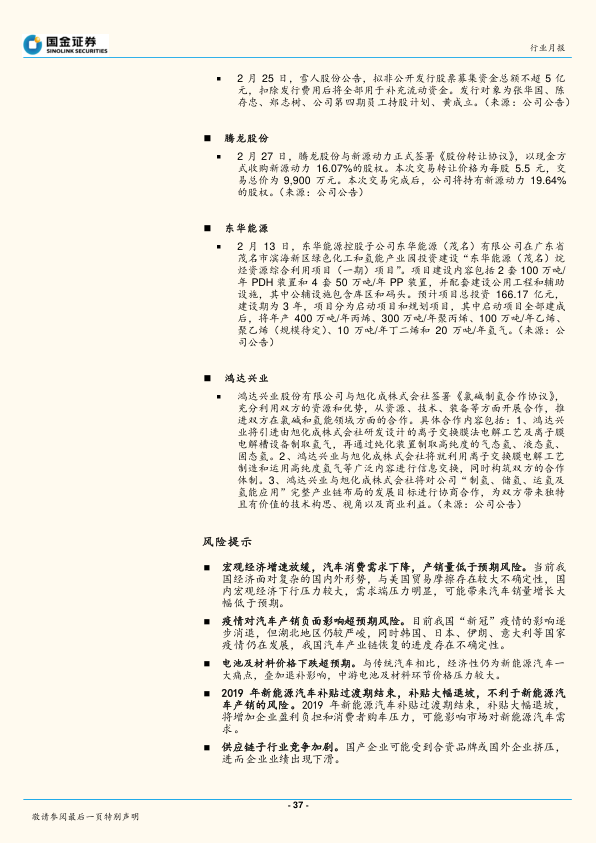 国金证券
SINOLINK SECURITIES
行业月报
2 月 25 日，雪人股份公告，拟非公开发行股票募集资金总额不超 5 亿
元，扣除发行费用后将全部用于补充流动资金。发行对象为张华国、陈
存忠、郑志树、公司第四期员工持股计划、黄成立。（来源：公司公告）
■ 腾龙股份
2 月 27 日，腾龙股份与新源动力正式签署《股份转让协议》，以现金方
式收购新源动力 16.07%的股权。本次交易转让价格为每股 5.5 元，交
易总价为 9,900 万元。本次交易完成后，公司将持有新源动力 19.64%
的股权。（来源：公司公告）
■ 东华能源
2 月 13 日，东华能源控股子公司东华能源（茂名）有限公司在广东省
茂名市滨海新区绿色化工和氢能产业园投资建设“东华能源（茂名）烷
烃资源综合利用项目（一期）项目”。项目建设内容包括 2 套 100 万吨/
年 PDH 装置和 4 套 50 万吨/年 PP 装置，并配套建设公用工程和辅助
设施，其中公辅设施包含库区和码头。预计项目总投资 166.17 亿元，
建设期为 3 年，项目分为启动项目和规划项目，其中启动项目全部建成
后，将年产 400 万吨/年丙烯、300 万吨/年聚丙烯、100 万吨/年乙烯、
聚乙烯（规模待定）、10 万吨/年丁二烯和 20 万吨/年氢气。（来源：公
司公告）
■ 鸿达兴业
鸿达兴业股份有限公司与旭化成株式会社签署《氯碱制氢合作协议》，
充分利用双方的资源和优势，从资源、技术、装备等方面开展合作，推
进双方在氯碱和氢能领域方面的合作。具体合作内容包括：1、鸿达兴
业将引进由旭化成株式会社研发设计的离子交换膜法电解工艺及离子膜
电解槽设备制取氢气，再通过纯化装置制取高纯度的气态氢、液态氢、
固态氢。2、鸿达兴业与旭化成株式会社将就利用离子交换膜电解工艺
制造和运用高纯度氢气等广泛内容进行信息交换，同时构筑双方的合作
体制。3、鸿达兴业与旭化成株式会社将对公司“制氢、储氢、运氢及
氢能应用”完整产业链布局的发展目标进行协商合作，为双方带来独特
且有价值的技术构思、视角以及商业利益。（来源：公司公告）
风险提示
■ 宏观经济增速放缓，汽车消费需求下降，产销量低于预期风险。当前我
国经济面对复杂的国内外形势，与美国贸易摩擦存在较大不确定性，国
内宏观经济下行压力较大，需求端压力明显，可能带来汽车销量增长大
幅低于预期。
■ 疫情对汽车产销负面影响超预期风险。目前我国“新冠”疫情的影响逐
步消退，但湖北地区仍较严峻，同时韩国、日本、伊朗、意大利等国家
疫情仍在发展，我国汽车产业链恢复的进度存在不确定性。
■ 电池及材料价格下跌超预期。与传统汽车相比，经济性仍为新能源汽车一
大痛点，叠加退补影响，中游电池及材料环节价格压力较大。
■ 2019 年新能源汽车补贴过渡期结束，补贴大幅退坡，不利于新能源汽
车产销的风险。2019 年新能源汽车补贴过渡期结束，补贴大幅退坡，
将增加企业盈利负担和消费者购车压力，可能影响市场对新能源汽车需
求。
■ 供应链子行业竞争加剧。国产企业可能受到合资品牌或国外企业挤压，
进而企业业绩出现下滑。
- 37 -
敬请参阅最后一页特别声明